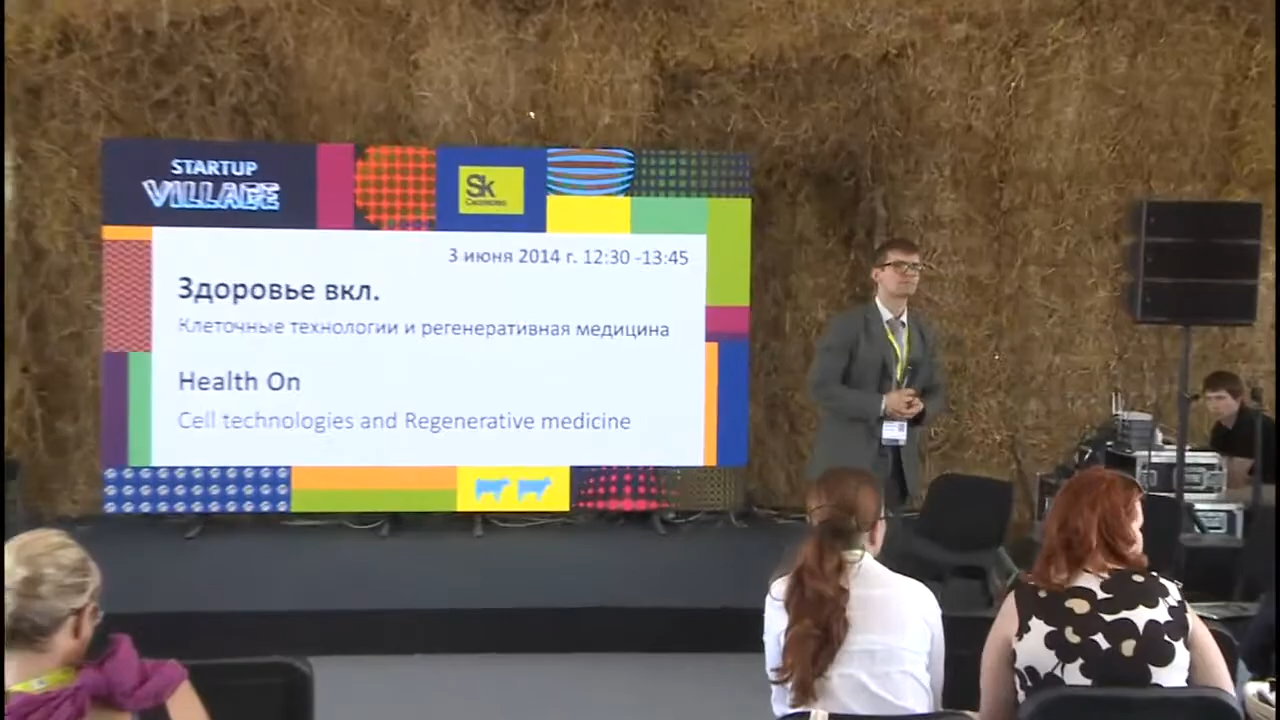 STARTUP
VILLAGE
Sk
Сколково
3 июня 2014 г. 12:30 -13:45
Здоровье вкл.
Клеточные технологии и регенеративная медицина
Health On
Cell technologies and Regenerative medicine